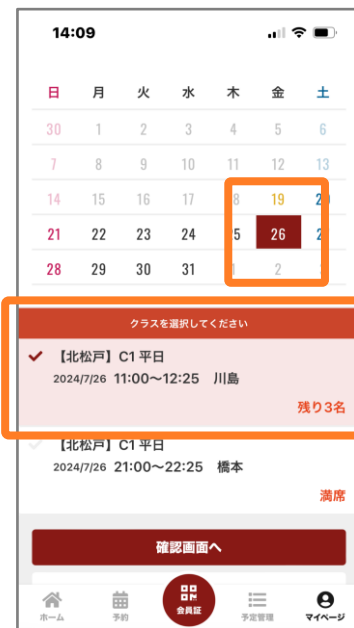 14:09
日 月 火 水 木 金 土
30 1 2 3 4 5 6
7 8 9 10 11 12 13
14 15 16 17 8 19 2
21 22 23 24 5 26 2
28 29 30 31 1 2
クラスを選択してください
【北松戸】C1 平日
2024/7/26 11:00〜12:25 川島
残り3名
【北松戸】C1 平日
2024/7/26 21:00〜22:25 橋本
満席
確認画面へ
ホーム 予約 会員証 予定管理 マイページ